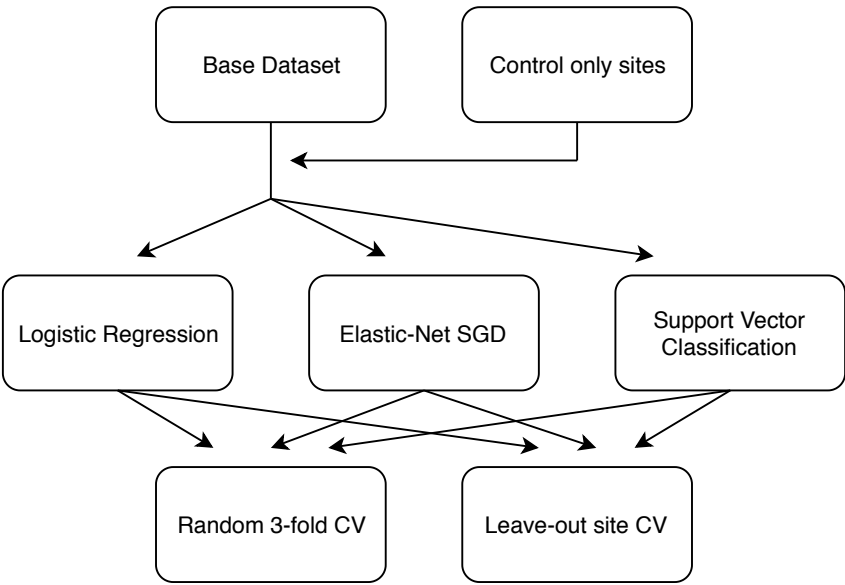 Base Dataset
Control only sites
Logistic Regression
Elastic-Net SGD
Support Vector
Classification
Random 3-fold CV
Leave-out site CV